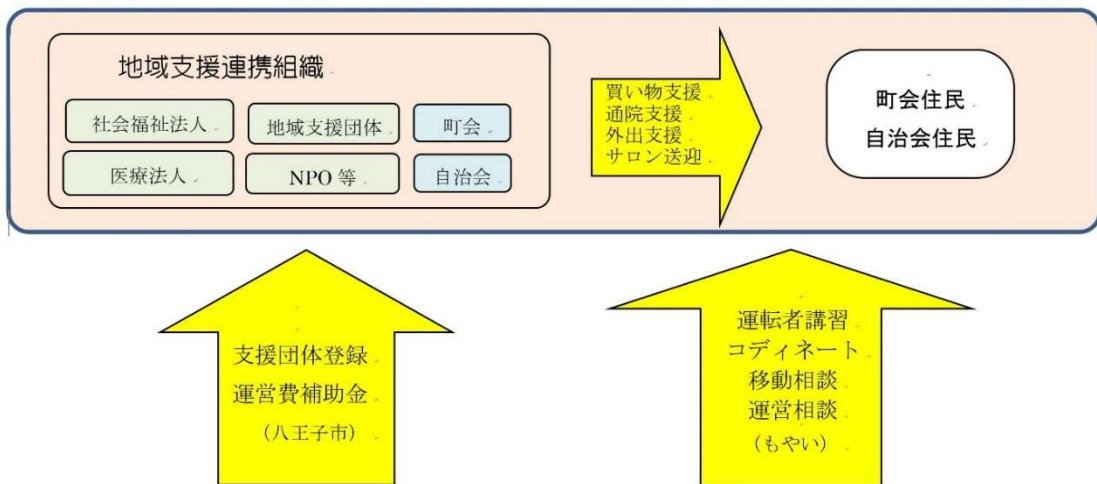 地域支援連携組織
社会福祉法人
地域支援団体
町会
医療法人
NPO 等
自治会
買い物支援
通院支援
外出支援
サロン送迎
町会住民
自治会住民
支援団体登録
運営費補助金
（八王子市）
運転者講習
コディネート
移動相談
運営相談
（もやい）